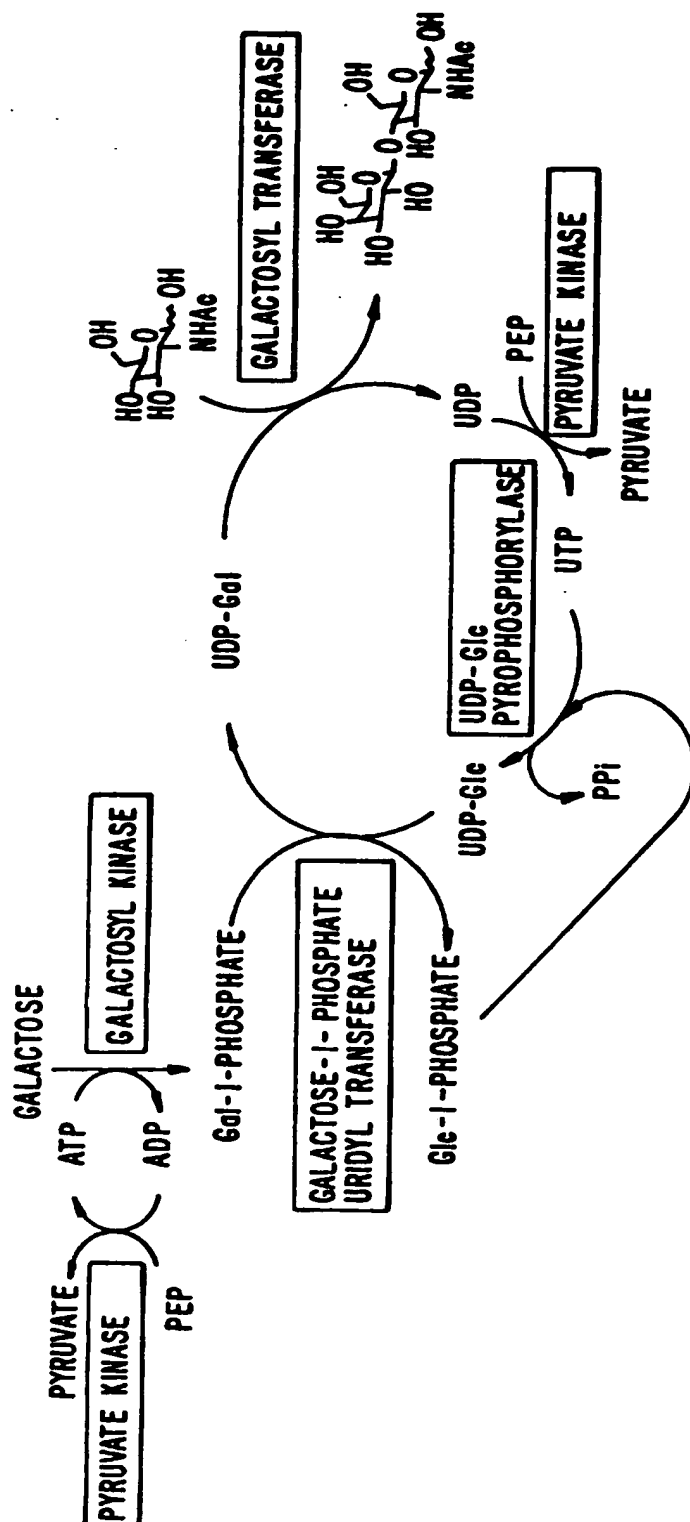 GALACTOSE
ATP
ADP
GALACTOSYL KINASE
PYRUVATE
PYRUVATE KINASE
PEP
Gal-1-PHOSPHATE
GALACTOSE-1-PHOSPHATE
URIDYL TRANSFERASE
Glc-1-PHOSPHATE
UDP-Gal
UDP-Glc
UDP-Glc
PYROPHOSPHORYLASE
PPi
HO
OH
O
HO
OH
NHAc
GALACTOSYL TRANSFERASE
HO
OH
O
HO
HO
O
OH
O
HO
OH
NHAc
UDP
PEP
PYRUVATE KINASE
UTP
PYRUVATE